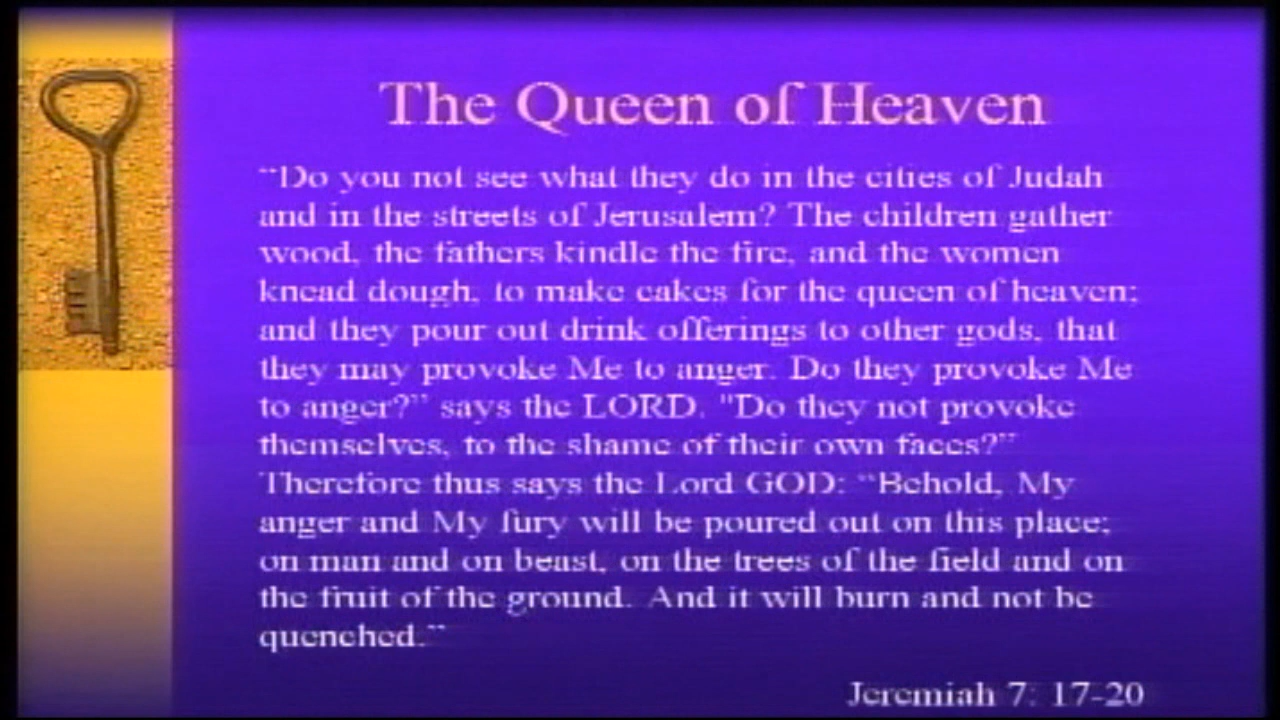 The Queen of Heaven
“Do you not see what they do in the cities of Judah
and in the streets of Jerusalem? The children gather
wood, the fathers kindle the fire, and the women
knead dough, to make cakes for the queen of heaven;
and they pour out drink offerings to other gods, that
they may provoke Me to anger. Do they provoke Me
to anger?” says the LORD. "Do they not provoke
themselves, to the shame of their own faces?”
Therefore thus says the Lord GOD: “Behold, My
anger and My fury will be poured out on this place;
on man and on beast, on the trees of the field and on
the fruit of the ground. And it will burn and not be
quenched.”
Jeremiah 7: 17-20